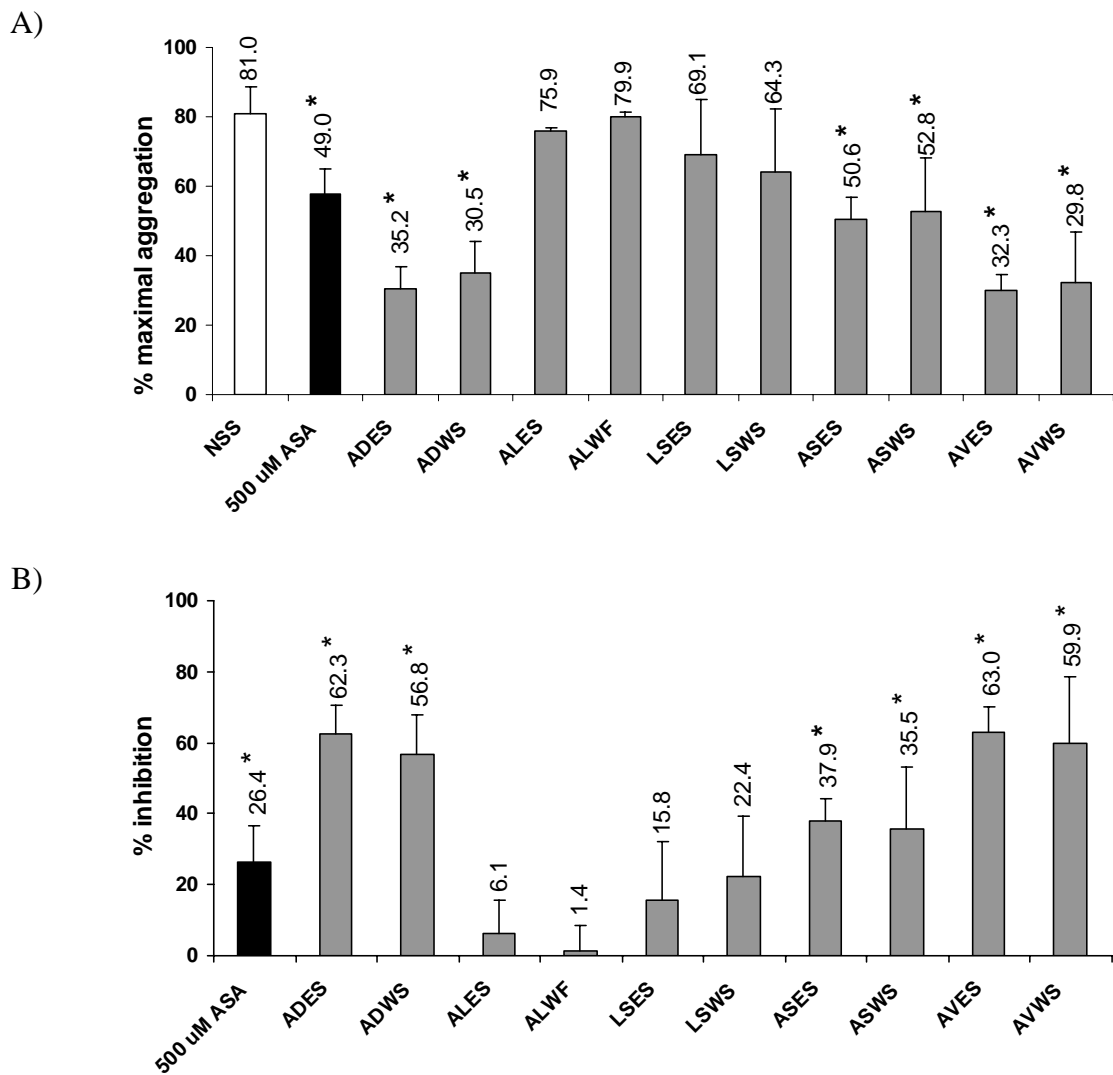 A)
% maximal aggregation
100
80
60
40
20
0
81.0
49.0 *
35.2 *
30.5 *
75.9
79.9
69.1
64.3
50.6 *
52.8 *
32.3 *
29.8 *
NSS
500 uM ASA
ADES
ADWS
ALES
ALWF
LSES
LSWS
ASES
ASWS
AVES
AVWS
B)
% inhibition
100
80
60
40
20
0
26.4 *
62.3 *
56.8 *
6.1
1.4
15.8
22.4
37.9 *
35.5 *
63.0 *
59.9 *
500 uM ASA
ADES
ADWS
ALES
ALWF
LSES
LSWS
ASES
ASWS
AVES
AVWS